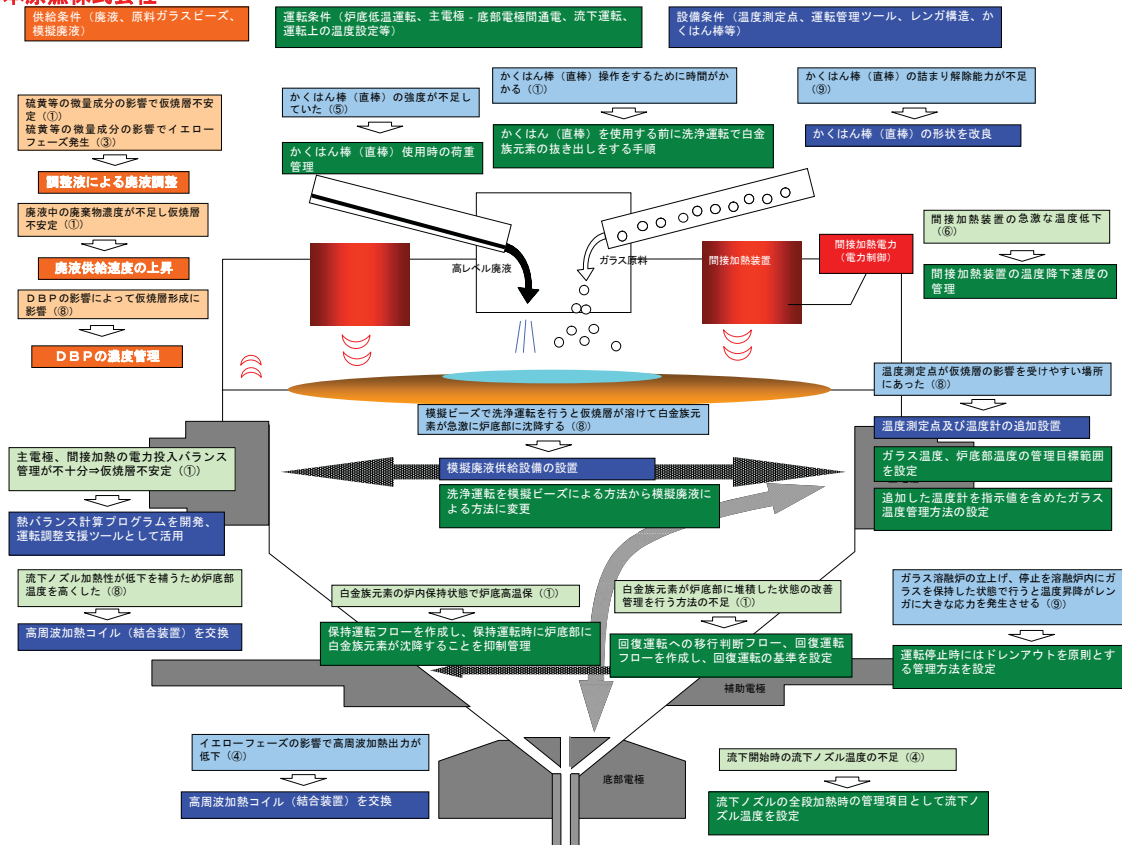 供給条件（廃液、原料ガラスビーズ、
模擬廃液）
運転条件（炉底低温運転、主電極‐底部電極間通電、流下運転、
運転上の温度設定等）
設備条件（温度測定点、運転管理ツール、レンガ構造、か
くはん棒等）
硫黄等の微量成分の影響で仮焼層不安
定（①）
硫黄等の微量成分の影響でイエロー
フェーズ発生（③）
調整液による廃液調整
廃液中の廃棄物濃度が不足し仮焼層
不安定（①）
廃液供給速度の上昇
ＤＢＰの影響によって仮焼層形成に
影響（⑧）
ＤＢＰの濃度管理
かくはん棒（直棒）の強度が不足し
ていた（⑤）
かくはん棒（直棒）使用時の荷重
管理
かくはん棒（直棒）操作をするために時間がか
かる（①）
かくはん（直棒）を使用する前に洗浄運転で白金
族元素の抜き出しをする手順
かくはん棒（直棒）の詰まり解除能力が不足
（⑨）
かくはん棒（直棒）の形状を改良
高レベル廃液
ガラス原料
間接加熱装置
間接加熱電力
（電力制御）
間接加熱装置の急激な温度低下
（⑥）
間接加熱装置の温度降下速度の
管理
温度測定点が仮焼層の影響を受けやすい場所
にあった（⑧）
温度測定点及び温度計の追加設置
ガラス温度、炉底部温度の管理目標範囲
を設定
追加した温度計を指示値を含めたガラス
温度管理方法の設定
模擬ビーズで洗浄運転を行うと仮焼層が溶けて白金族元
素が急激に炉底部に沈降する（⑧）
模擬廃液供給設備の設置
洗浄運転を模擬ビーズによる方法から模擬廃液に
よる方法に変更
主電極、間接加熱の電力投入バランス
管理が不十分⇒仮焼層不安定（①）
熱バランス計算プログラムを開発、
運転調整支援ツールとして活用
流下ノズル加熱性が低下を補うため炉底部
温度を高くした（⑧）
高周波加熱コイル（結合装置）を交換
白金族元素の炉内保持状態で炉底高温保（①）
保持運転フローを作成し、保持運転時に炉底部に
白金族元素が沈降することを抑制管理
白金族元素が炉底部に堆積した状態の改善
管理を行う方法の不足（①）
回復運転への移行判断フロー、回復運転
フローを作成し、回復運転の基準を設定
ガラス溶融炉の立上げ、停止を溶融炉内にガ
ラスを保持した状態で行うと温度昇降がレン
ガに大きな応力を発生させる（⑨）
運転停止時にはドレンアウトを原則とす
る管理方法を設定
補助電極
イエローフェーズの影響で高周波加熱出力が
低下（④）
高周波加熱コイル（結合装置）を交換
底部電極
流下開始時の流下ノズル温度の不足（④）
流下ノズルの全段加熱時の管理項目として流下ノ
ズル温度を設定